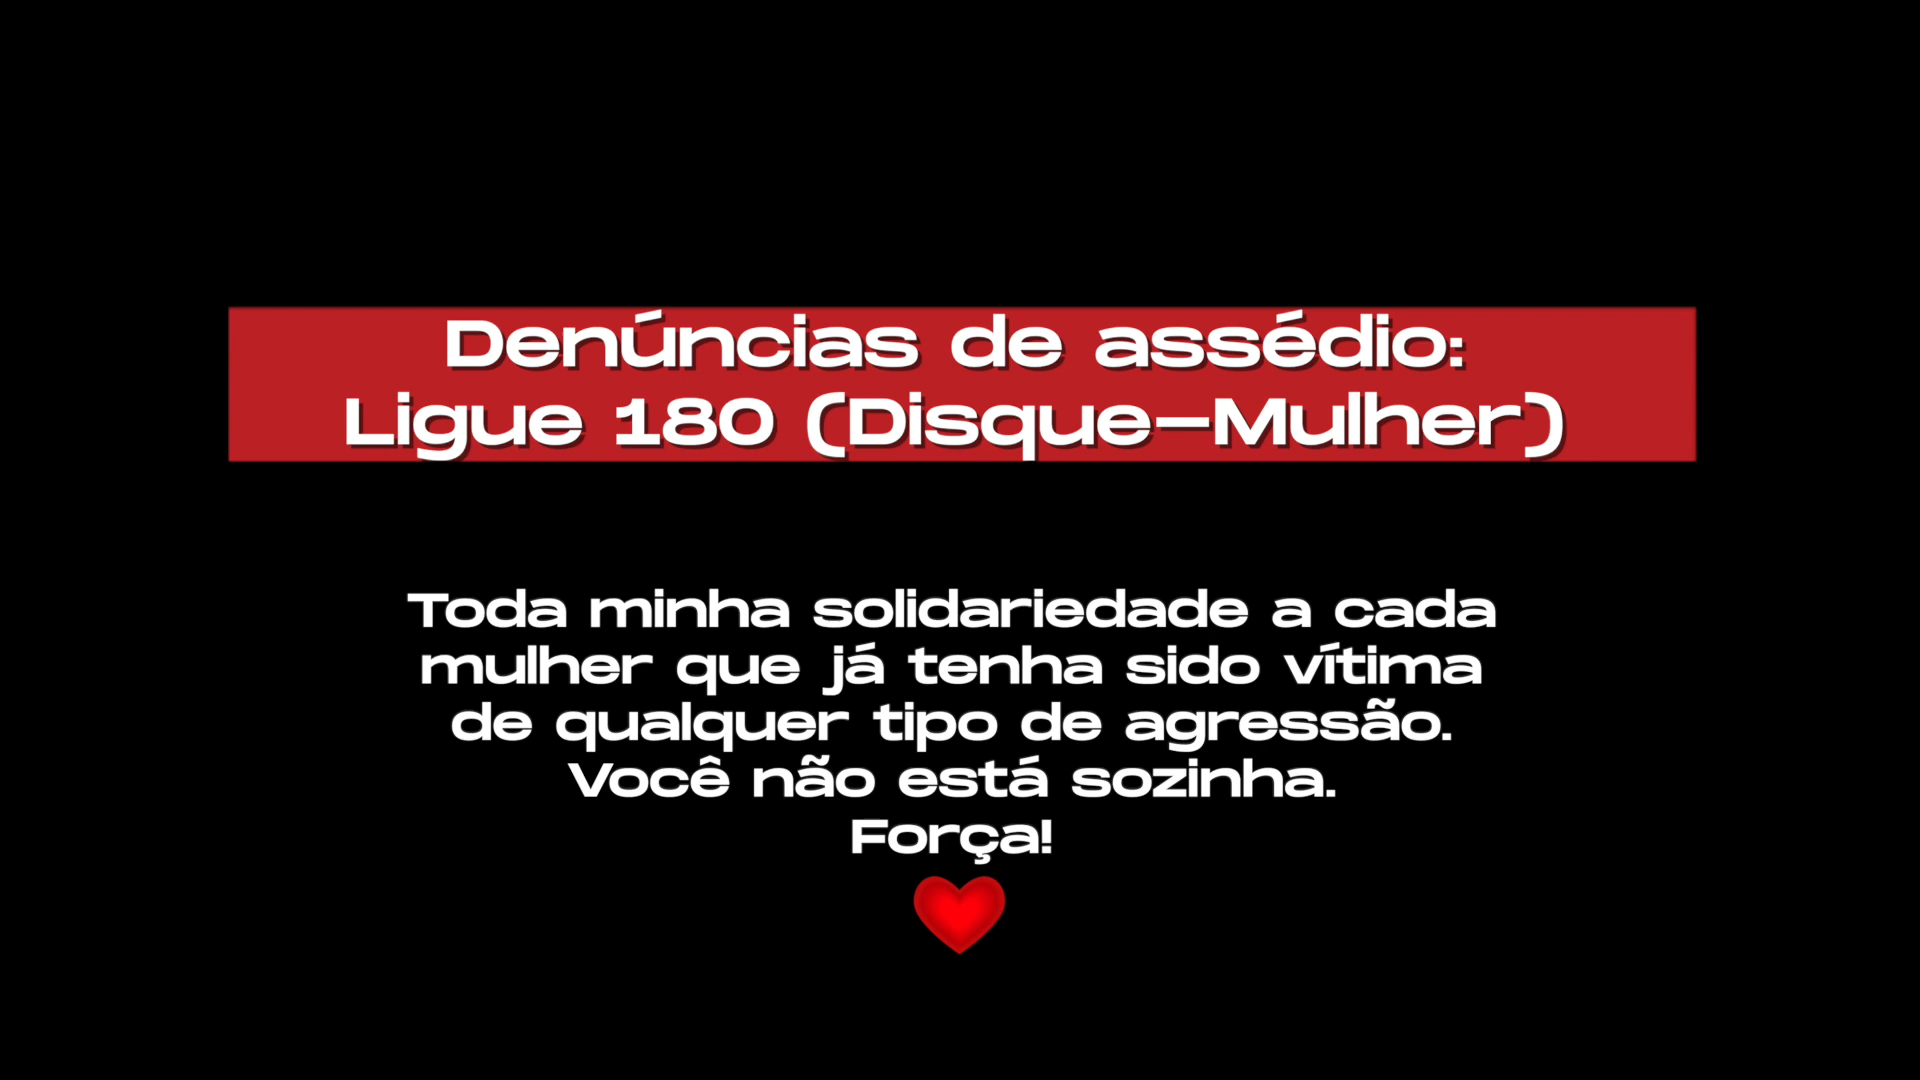 Denúncias de assédio:
Ligue 180 (Disque-Mulher)
Toda minha solidariedade a cada
mulher que já tenha sido vítima
de qualquer tipo de agressão.
Você não está sozinha.
Força!